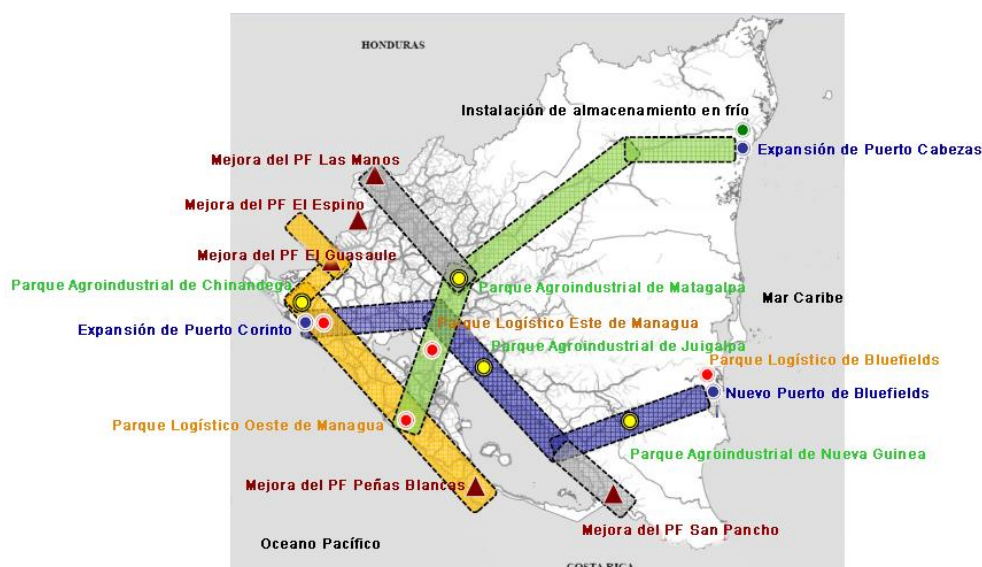 HONDURAS
Instalación de almacenamiento en frío
Expansión de Puerto Cabezas
Mejora del PF Las Manos
Mejora del PF El Espino
Mejora del PF El Guasaule
Parque Agroindustrial de Chinandega
Parque Agroindustrial de Matagalpa
Mar Caribe
Expansión de Puerto Corinto
Parque Logístico Este de Managua
Parque Agroindustrial de Juigalpa
Parque Logístico de Bluefields
Nuevo Puerto de Bluefields
Parque Logístico Oeste de Managua
Parque Agroindustrial de Nueva Guinea
Mejora del PF Peñas Blancas
Mejora del PF San Pancho
Oceano Pacífico
COSTA RICA